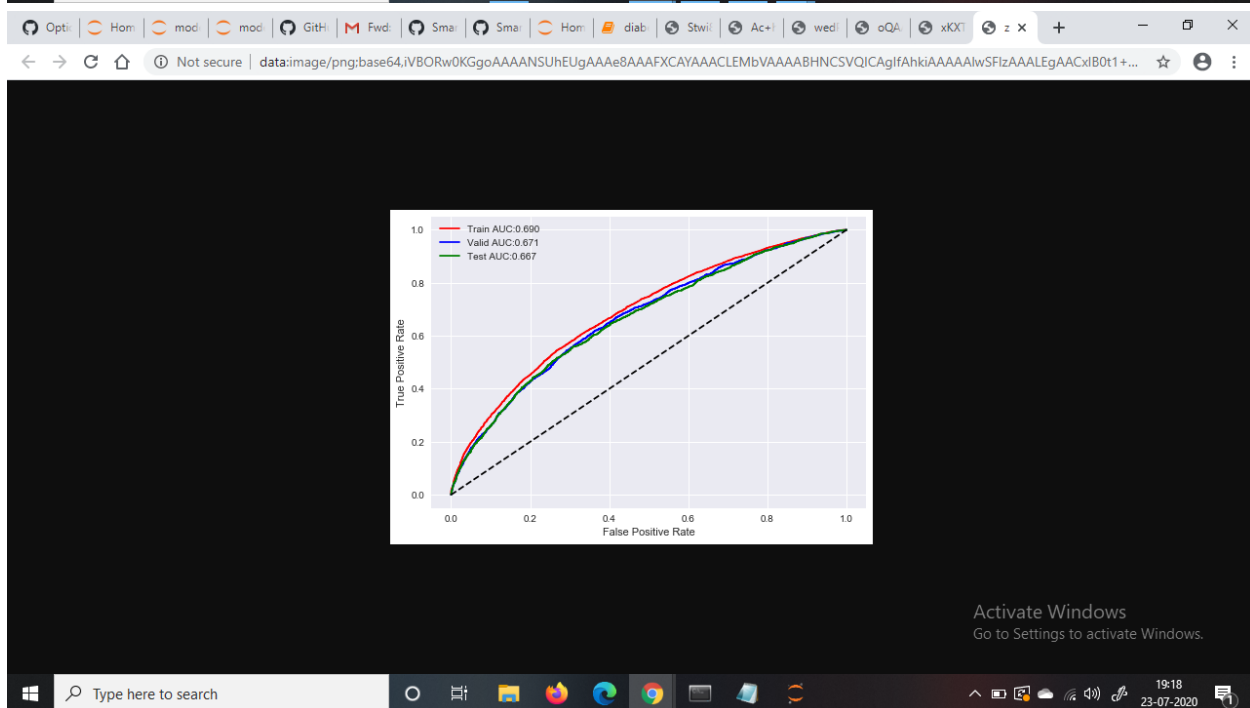 Opti Hom mod mod GitH Fwd: Smar Smar Hom diab Stwi Ac+ wedl oQA xKXT z
Not secure | data:image/png;base64,iVBORw0KGgoAAAANSUhEUgAAAe8AAAFXCAYAAACLEMbVAAAABHNCSVQICAgIfAhkiAAAAAlwSFlzAAALEgAACxIB0t1+...
1.0
Train AUC:0.690
Valid AUC:0.671
Test AUC:0.667
0.8
0.6
True Positive Rate
0.4
0.2
0.0
0.0 0.2 0.4 0.6 0.8 1.0
False Positive Rate
Activate Windows
Go to Settings to activate Windows.
Type here to search
19:18
23-07-2020
1